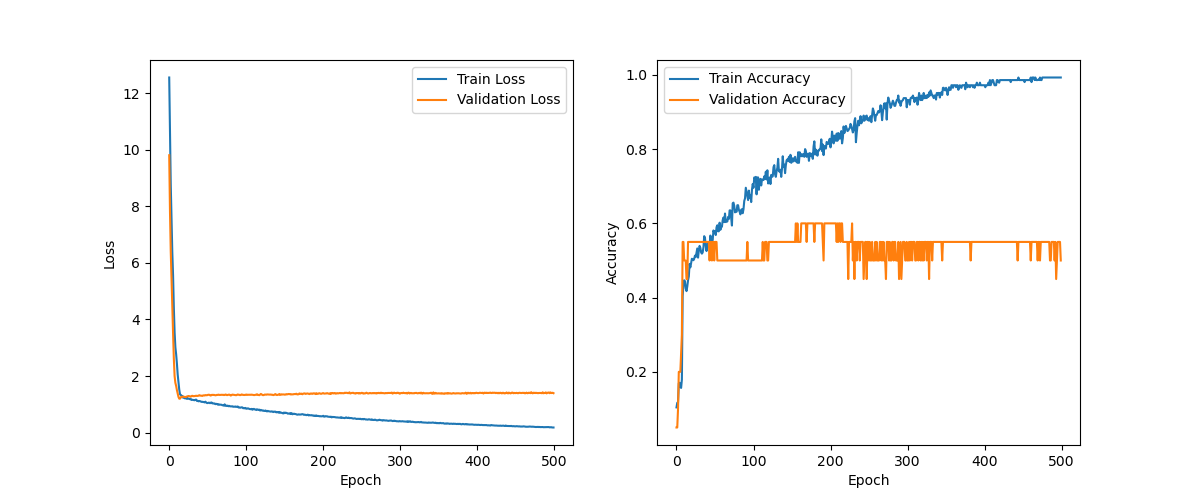 Train Loss
Validation Loss
12
10
8
6
4
2
0
Loss
0 100 200 300 400 500
Epoch
Train Accuracy
Validation Accuracy
1.0
0.8
0.6
0.4
0.2
Accuracy
0 100 200 300 400 500
Epoch